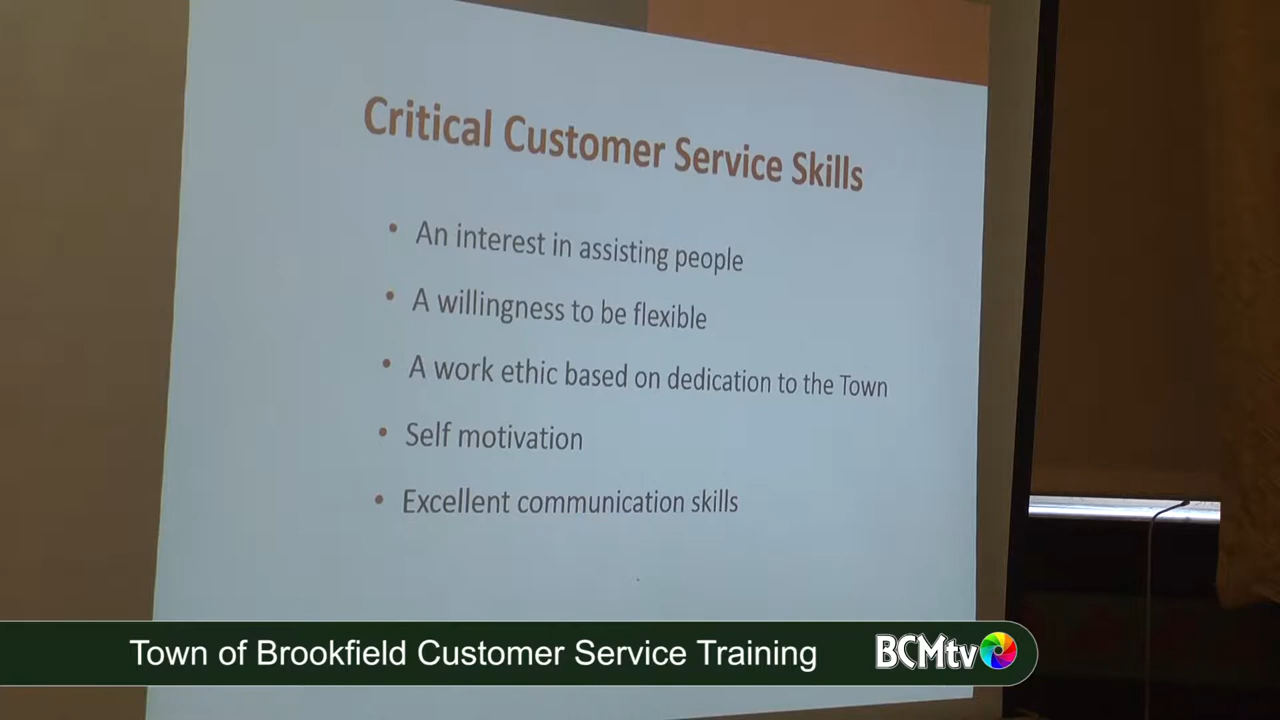 Critical Customer Service Skills
• An interest in assisting people
• A willingness to be flexible
• A work ethic based on dedication to the Town
• Self motivation
• Excellent communication skills
Town of Brookfield Customer Service Training BCMtv